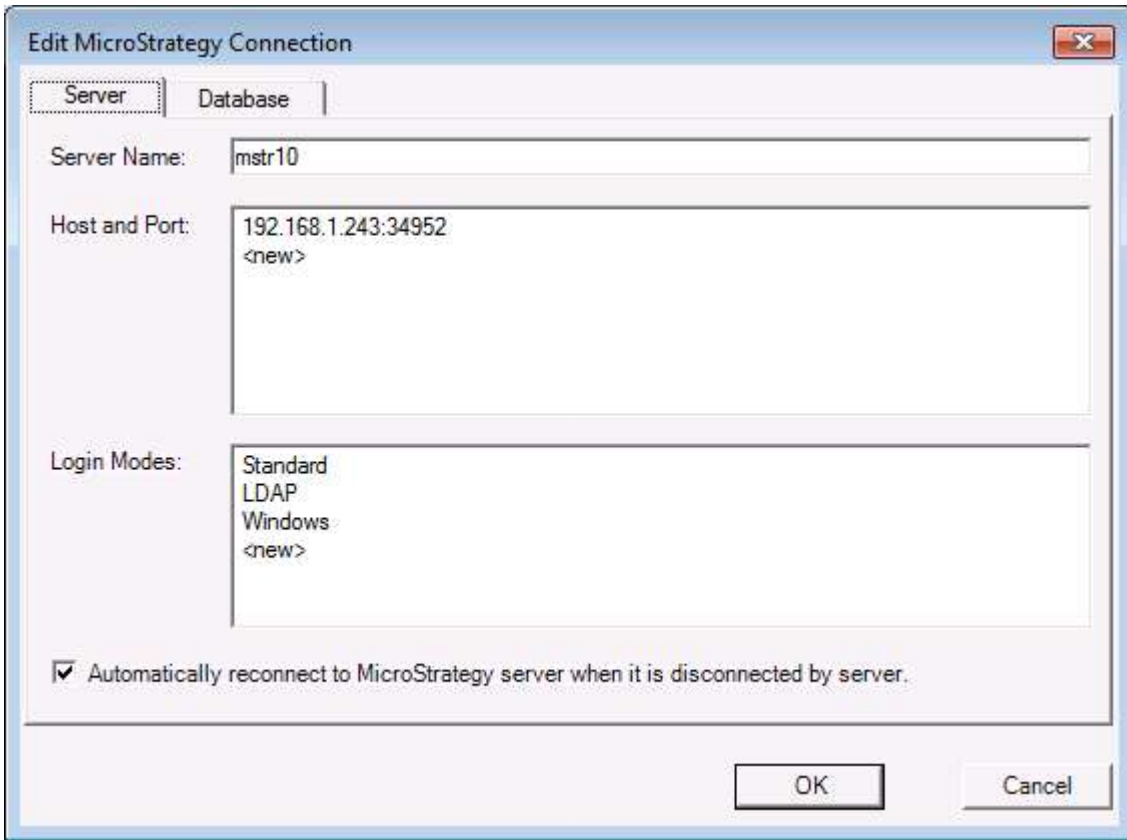 Edit MicroStrategy Connection
Server Database
Server Name: mstr10
Host and Port: 192.168.1.243:34952
<new>
Login Modes: Standard
LDAP
Windows
<new>
Automatically reconnect to MicroStrategy server when it is disconnected by server.
OK Cancel